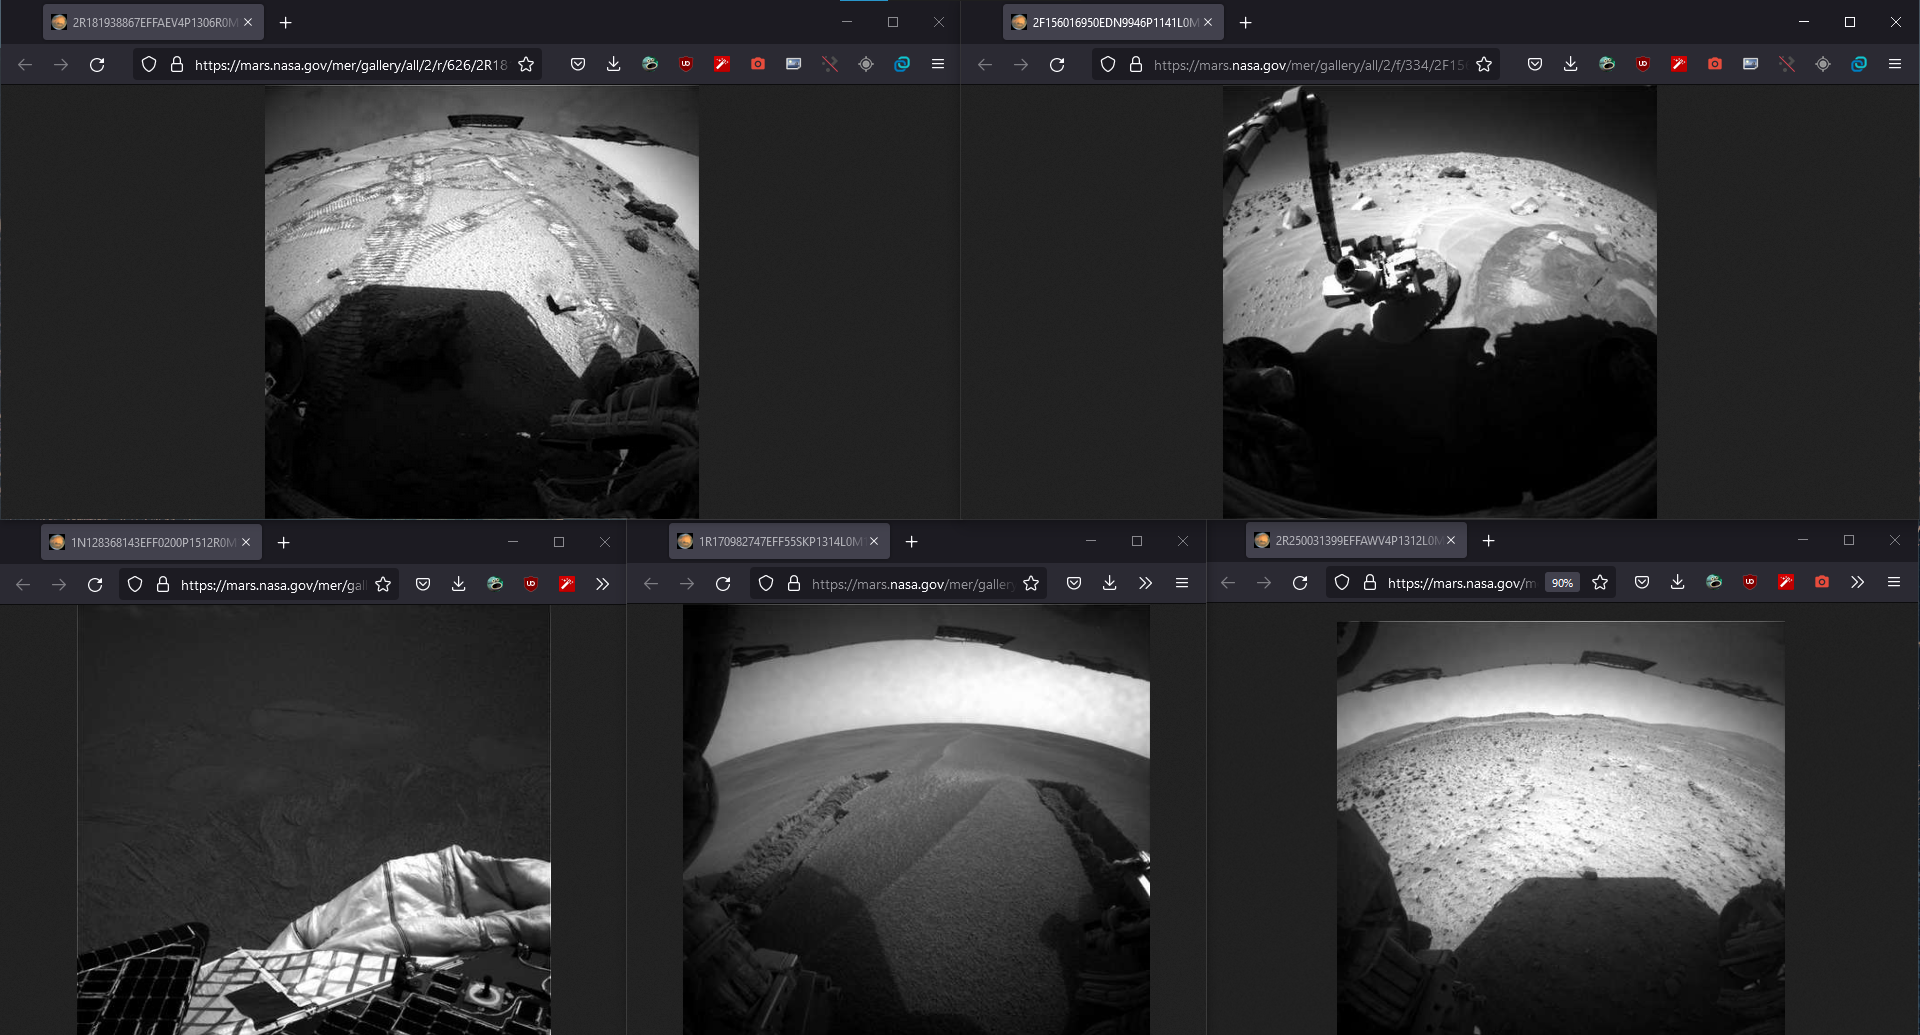 2R181938867EFFAEV4P1306R0M
https://mars.nasa.gov/mer/gallery/all/2/r/626/2R18
2F156016950EDN9946P1141L0M
https://mars.nasa.gov/mer/gallery/all/2/f/334/2F15
1N128368143EFF0200P1512R0M
https://mars.nasa.gov/mer/gal
1R170982747EFF55SKP1314L0M
https://mars.nasa.gov/mer/gallery
2R250031399EFFAWV4P1312L0M
https://mars.nasa.gov/m
90%